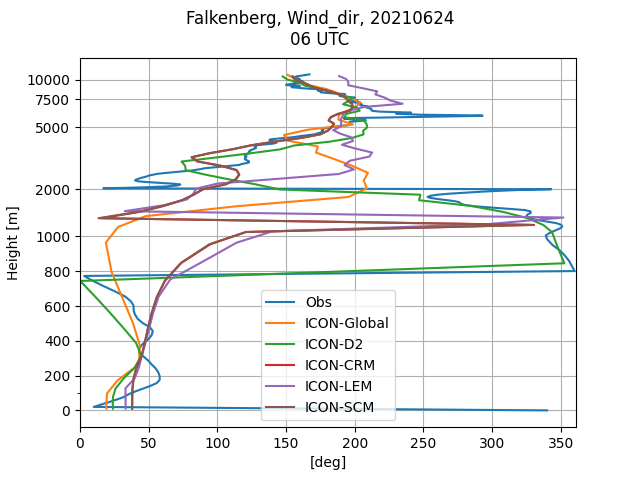 Falkenberg, Wind_dir, 20210624
06 UTC
Height [m]
10000
7500
5000
2000
1000
800
600
400
200
0
Obs
ICON-Global
ICON-D2
ICON-CRM
ICON-LEM
ICON-SCM
0 50 100 150 200 250 300 350
[deg]